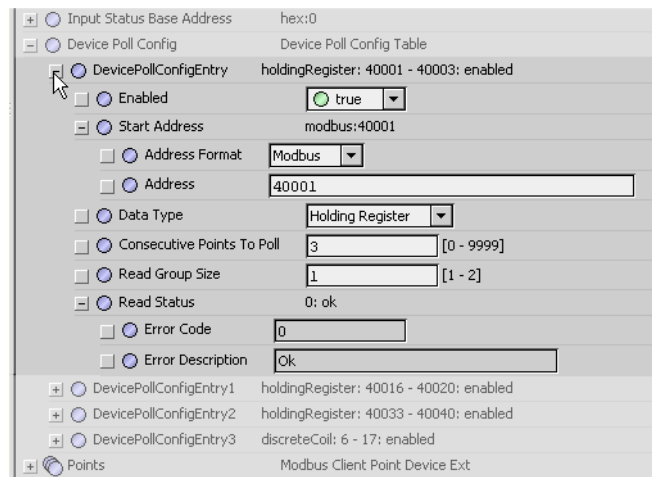 Input Status Base Address hex:0
Device Poll Config Device Poll Config Table
DevicePollConfigEntry holdingRegister: 40001 - 40003: enabled
Enabled true
Start Address modbus:40001
Address Format Modbus
Address 40001
Data Type Holding Register
Consecutive Points To Poll 3 [0 - 9999]
Read Group Size 1 [1 - 2]
Read Status 0: ok
Error Code 0
Error Description Ok
DevicePollConfigEntry1 holdingRegister: 40016 - 40020: enabled
DevicePollConfigEntry2 holdingRegister: 40033 - 40040: enabled
DevicePollConfigEntry3 discreteCoil: 6 - 17: enabled
Points Modbus Client Point Device Ext